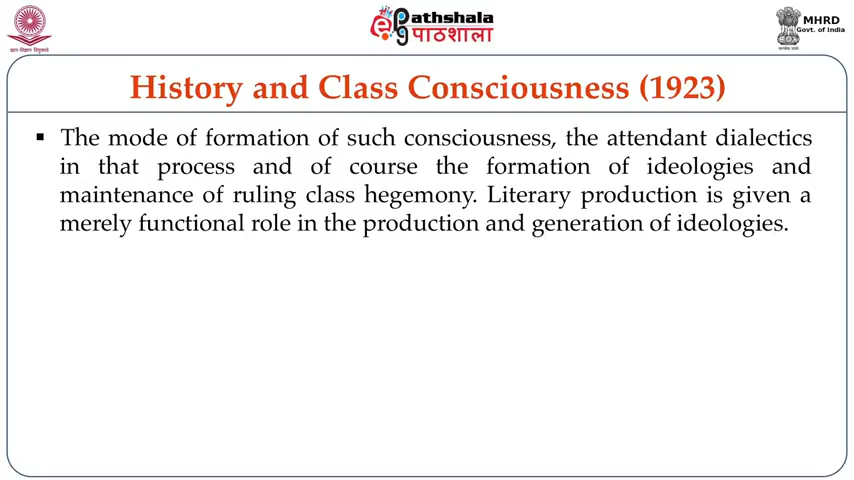 ज्ञान-विज्ञान विमुक्तये
ePathshala
पाठशाला
MHRD
Govt. of India
History and Class Consciousness (1923)
▪ The mode of formation of such consciousness, the attendant dialectics
in that process and of course the formation of ideologies and
maintenance of ruling class hegemony. Literary production is given a
merely functional role in the production and generation of ideologies.